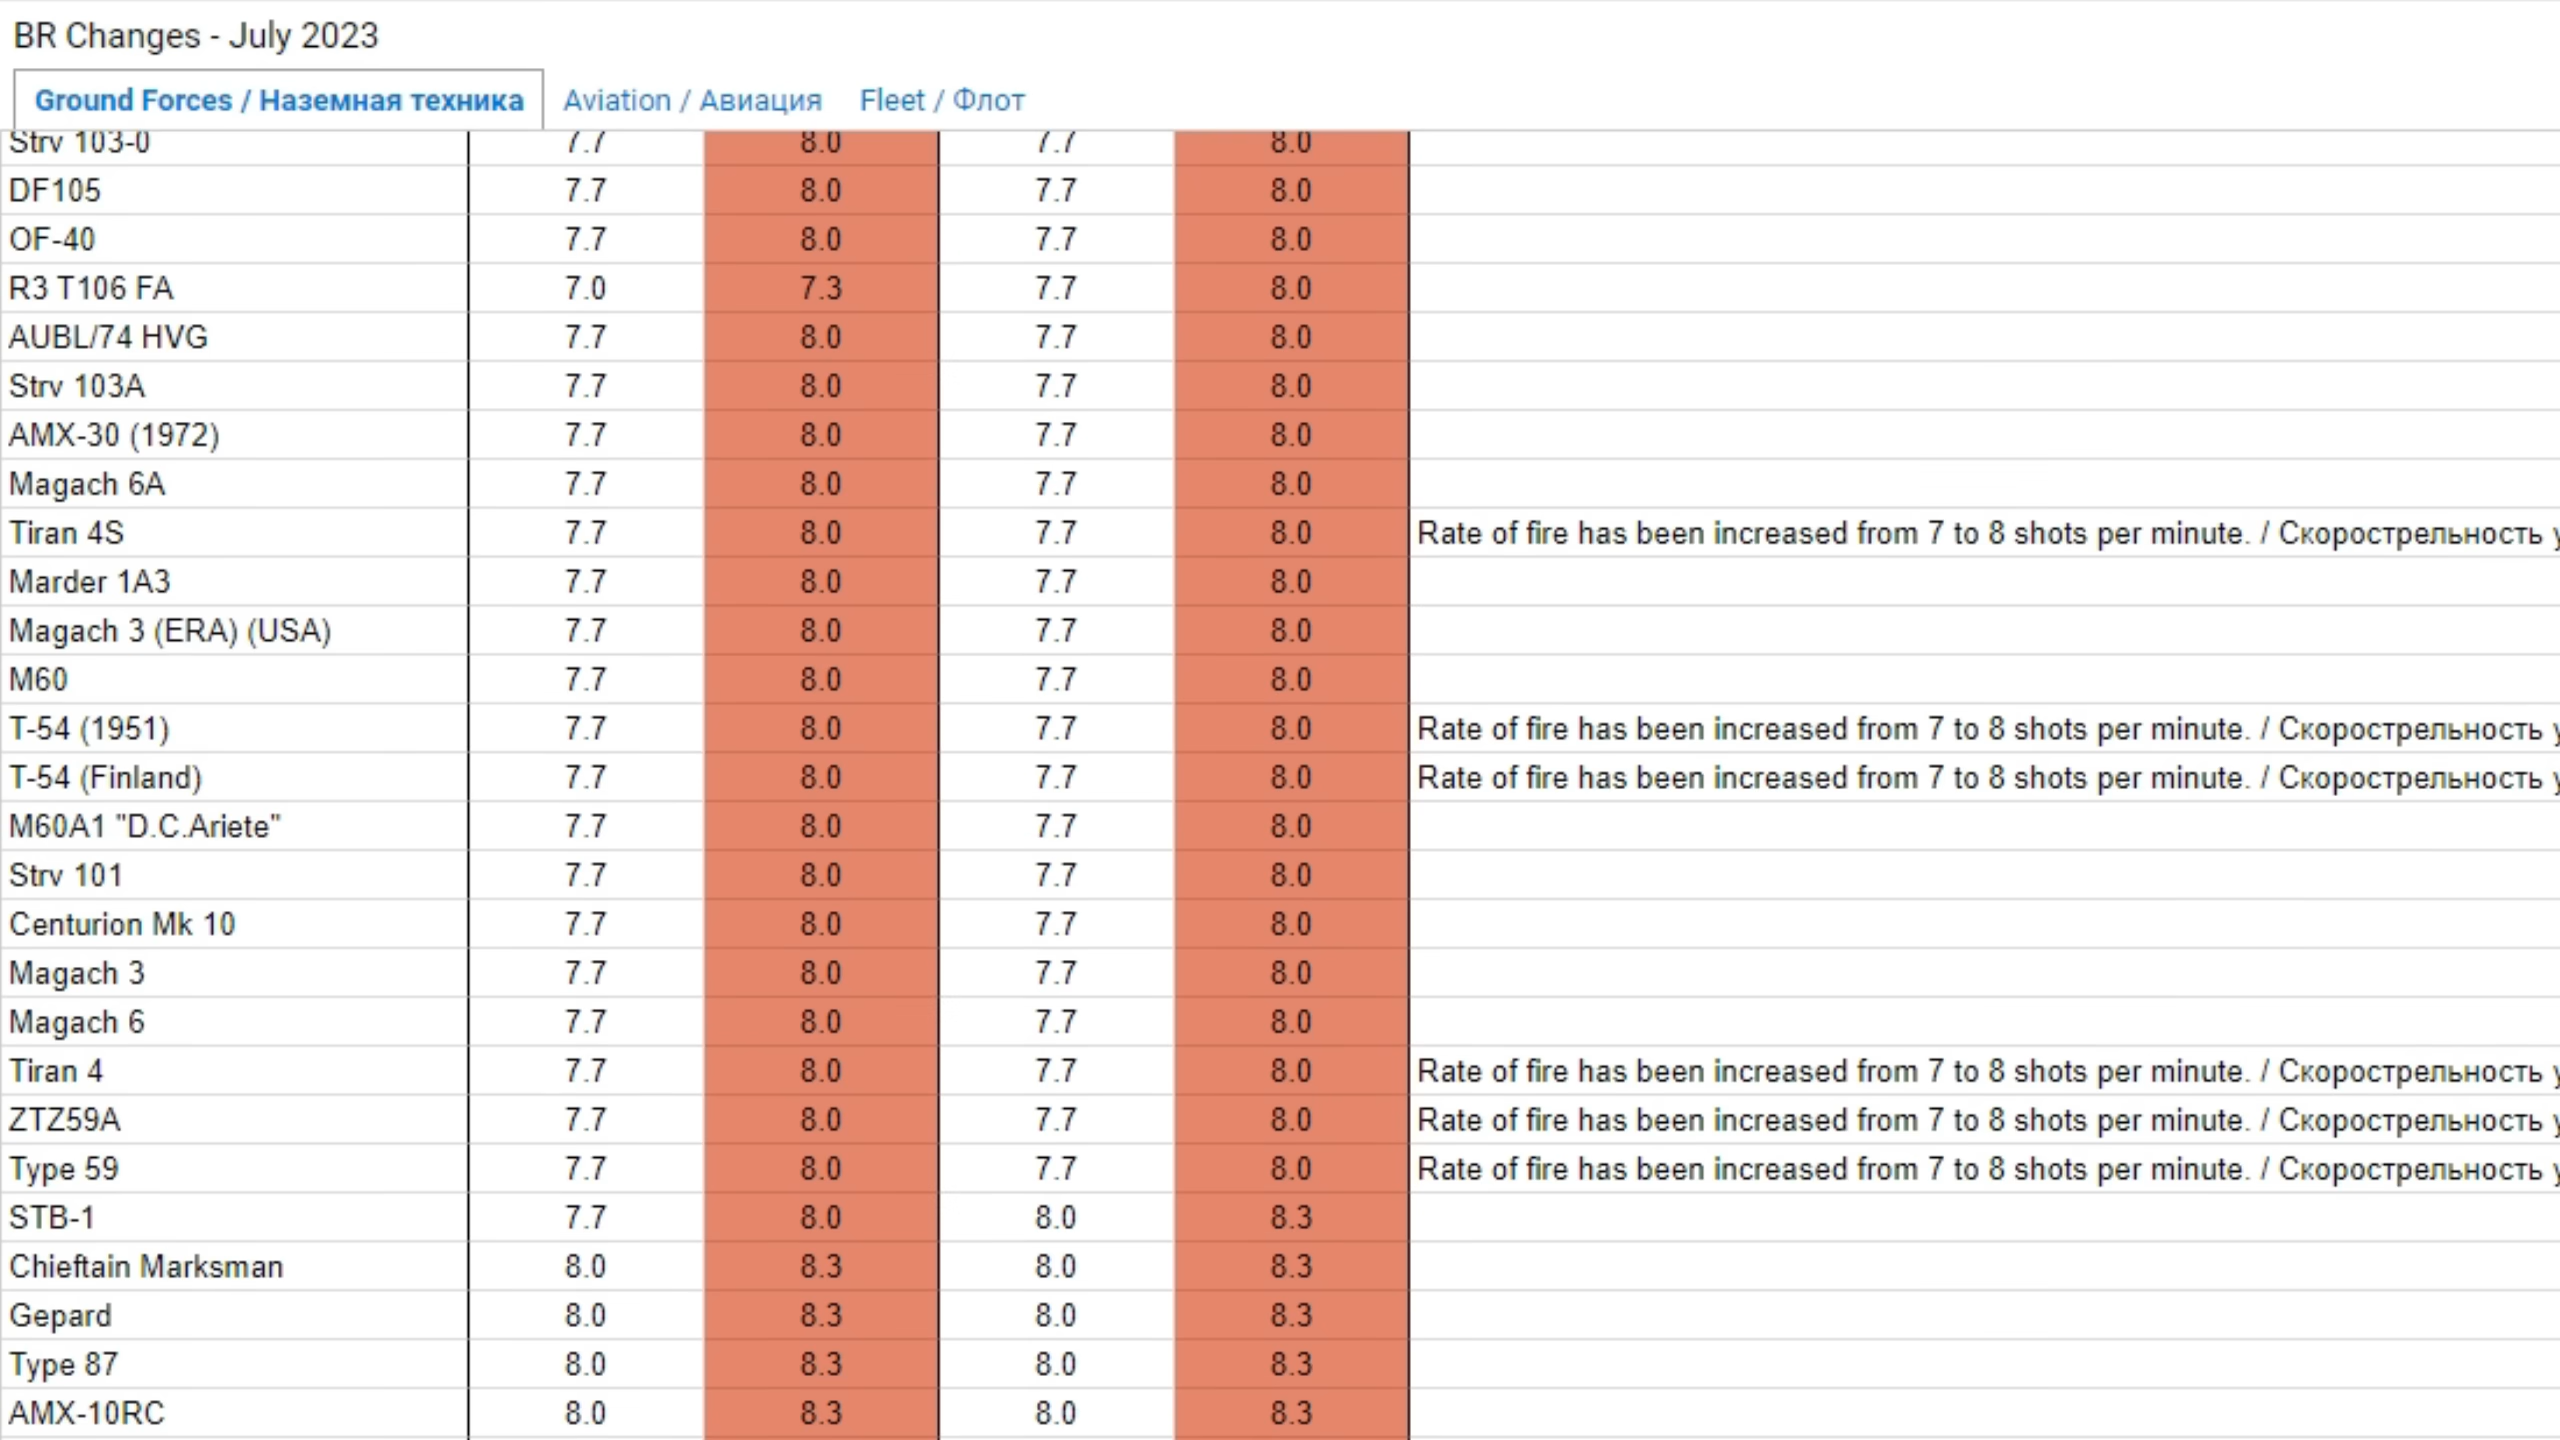 BR Changes - July 2023
Ground Forces / Наземная техника Aviation / Авиация Fleet / Флот
Strv 103-0 7.7 8.0 7.7 8.0
DF105 7.7 8.0 7.7 8.0
OF-40 7.7 8.0 7.7 8.0
R3 T106 FA 7.0 7.3 7.7 8.0
AUBL/74 HVG 7.7 8.0 7.7 8.0
Strv 103A 7.7 8.0 7.7 8.0
AMX-30 (1972) 7.7 8.0 7.7 8.0
Magach 6A 7.7 8.0 7.7 8.0
Tiran 4S 7.7 8.0 7.7 8.0 Rate of fire has been increased from 7 to 8 shots per minute. / Скорострельность
Marder 1A3 7.7 8.0 7.7 8.0
Magach 3 (ERA) (USA) 7.7 8.0 7.7 8.0
M60 7.7 8.0 7.7 8.0
T-54 (1951) 7.7 8.0 7.7 8.0 Rate of fire has been increased from 7 to 8 shots per minute. / Скорострельность
T-54 (Finland) 7.7 8.0 7.7 8.0 Rate of fire has been increased from 7 to 8 shots per minute. / Скорострельность
M60A1 "D.C.Ariete" 7.7 8.0 7.7 8.0
Strv 101 7.7 8.0 7.7 8.0
Centurion Mk 10 7.7 8.0 7.7 8.0
Magach 3 7.7 8.0 7.7 8.0
Magach 6 7.7 8.0 7.7 8.0
Tiran 4 7.7 8.0 7.7 8.0 Rate of fire has been increased from 7 to 8 shots per minute. / Скорострельность
ZTZ59A 7.7 8.0 7.7 8.0 Rate of fire has been increased from 7 to 8 shots per minute. / Скорострельность
Type 59 7.7 8.0 7.7 8.0 Rate of fire has been increased from 7 to 8 shots per minute. / Скорострельность
STB-1 7.7 8.0 8.0 8.3
Chieftain Marksman 8.0 8.3 8.0 8.3
Gepard 8.0 8.3 8.0 8.3
Type 87 8.0 8.3 8.0 8.3
AMX-10RC 8.0 8.3 8.0 8.3